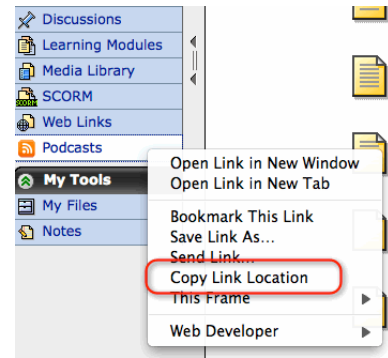 Discussions
Learning Modules
Media Library
SCORM
SCORM
Web Links
Podcasts
My Tools
My Files
Notes
Open Link in New Window
Open Link in New Tab
Bookmark This Link
Save Link As...
Send Link...
Copy Link Location
This Frame
Web Developer